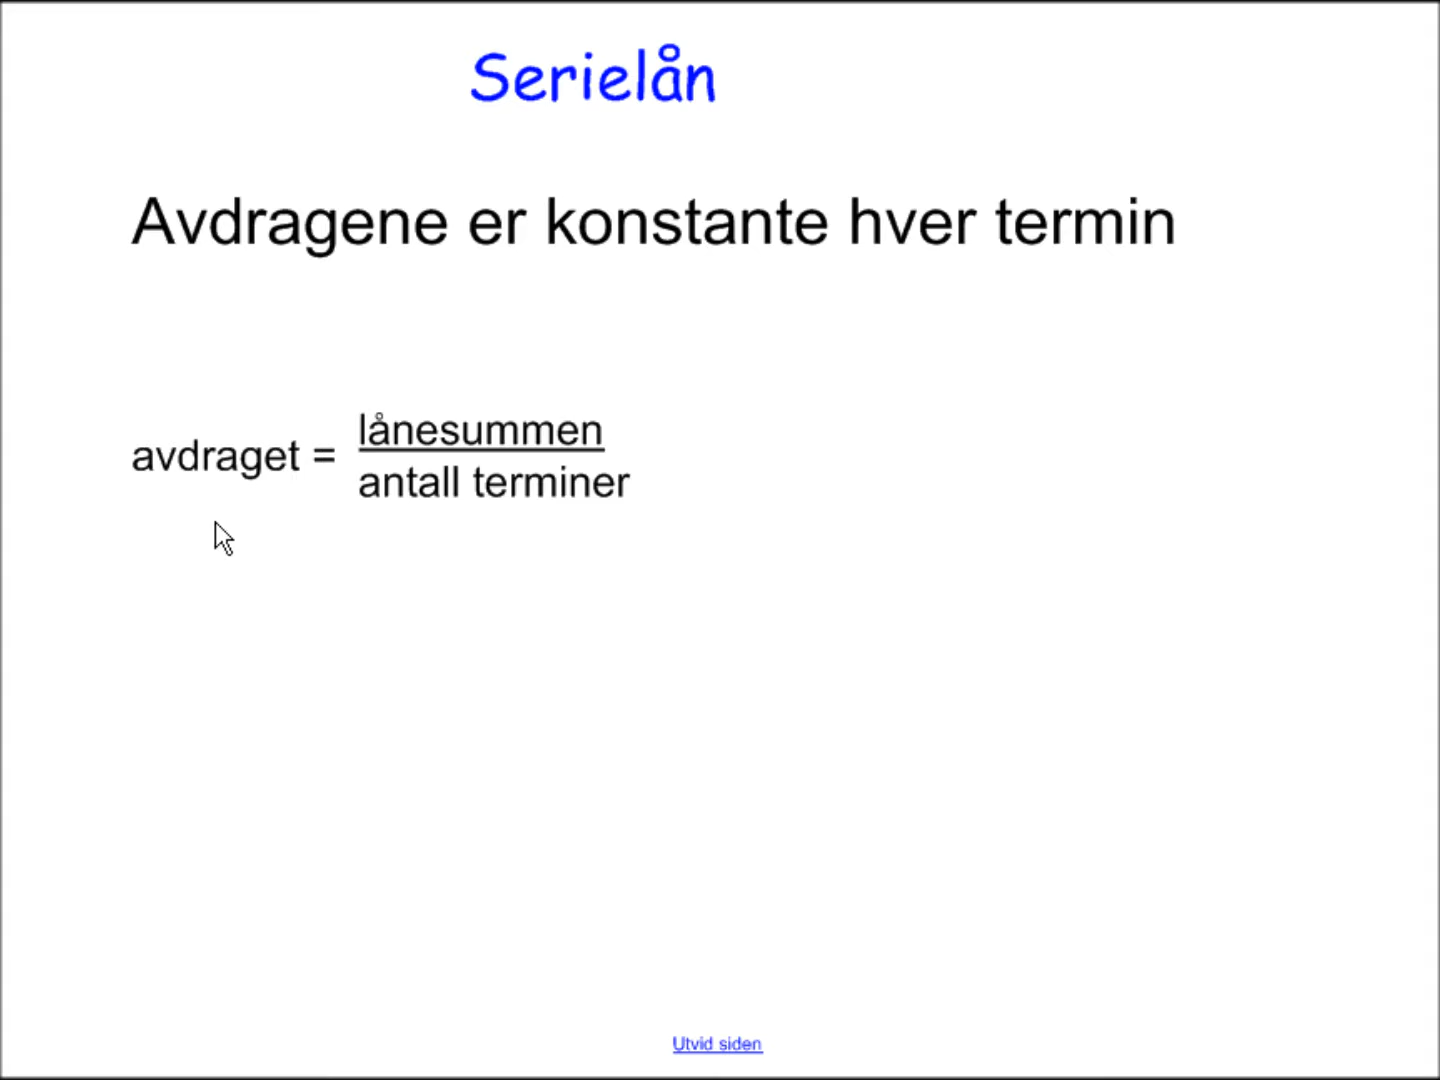 Serielån
Avdragene er konstante hver termin
avdraget = lånesummen
antall terminer
Utvid siden